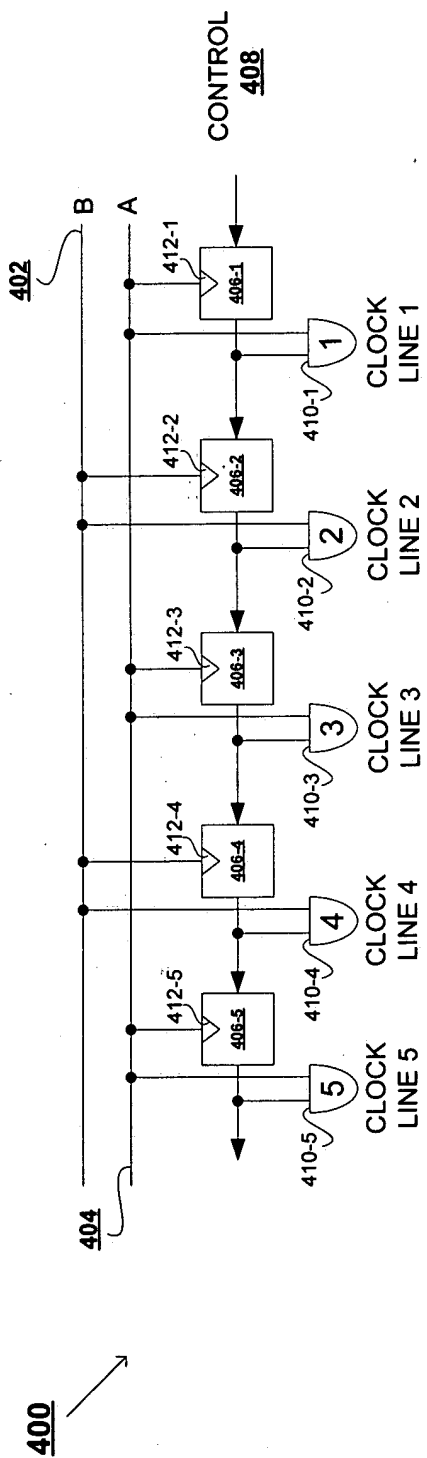 400
402
B
A
404
CONTROL
408
412-5
412-4
412-3
412-2
412-1
406-5
406-4
406-3
406-2
406-1
410-5
5
410-4
4
410-3
3
410-2
2
410-1
1
CLOCK
LINE 5
CLOCK
LINE 4
CLOCK
LINE 3
CLOCK
LINE 2
CLOCK
LINE 1